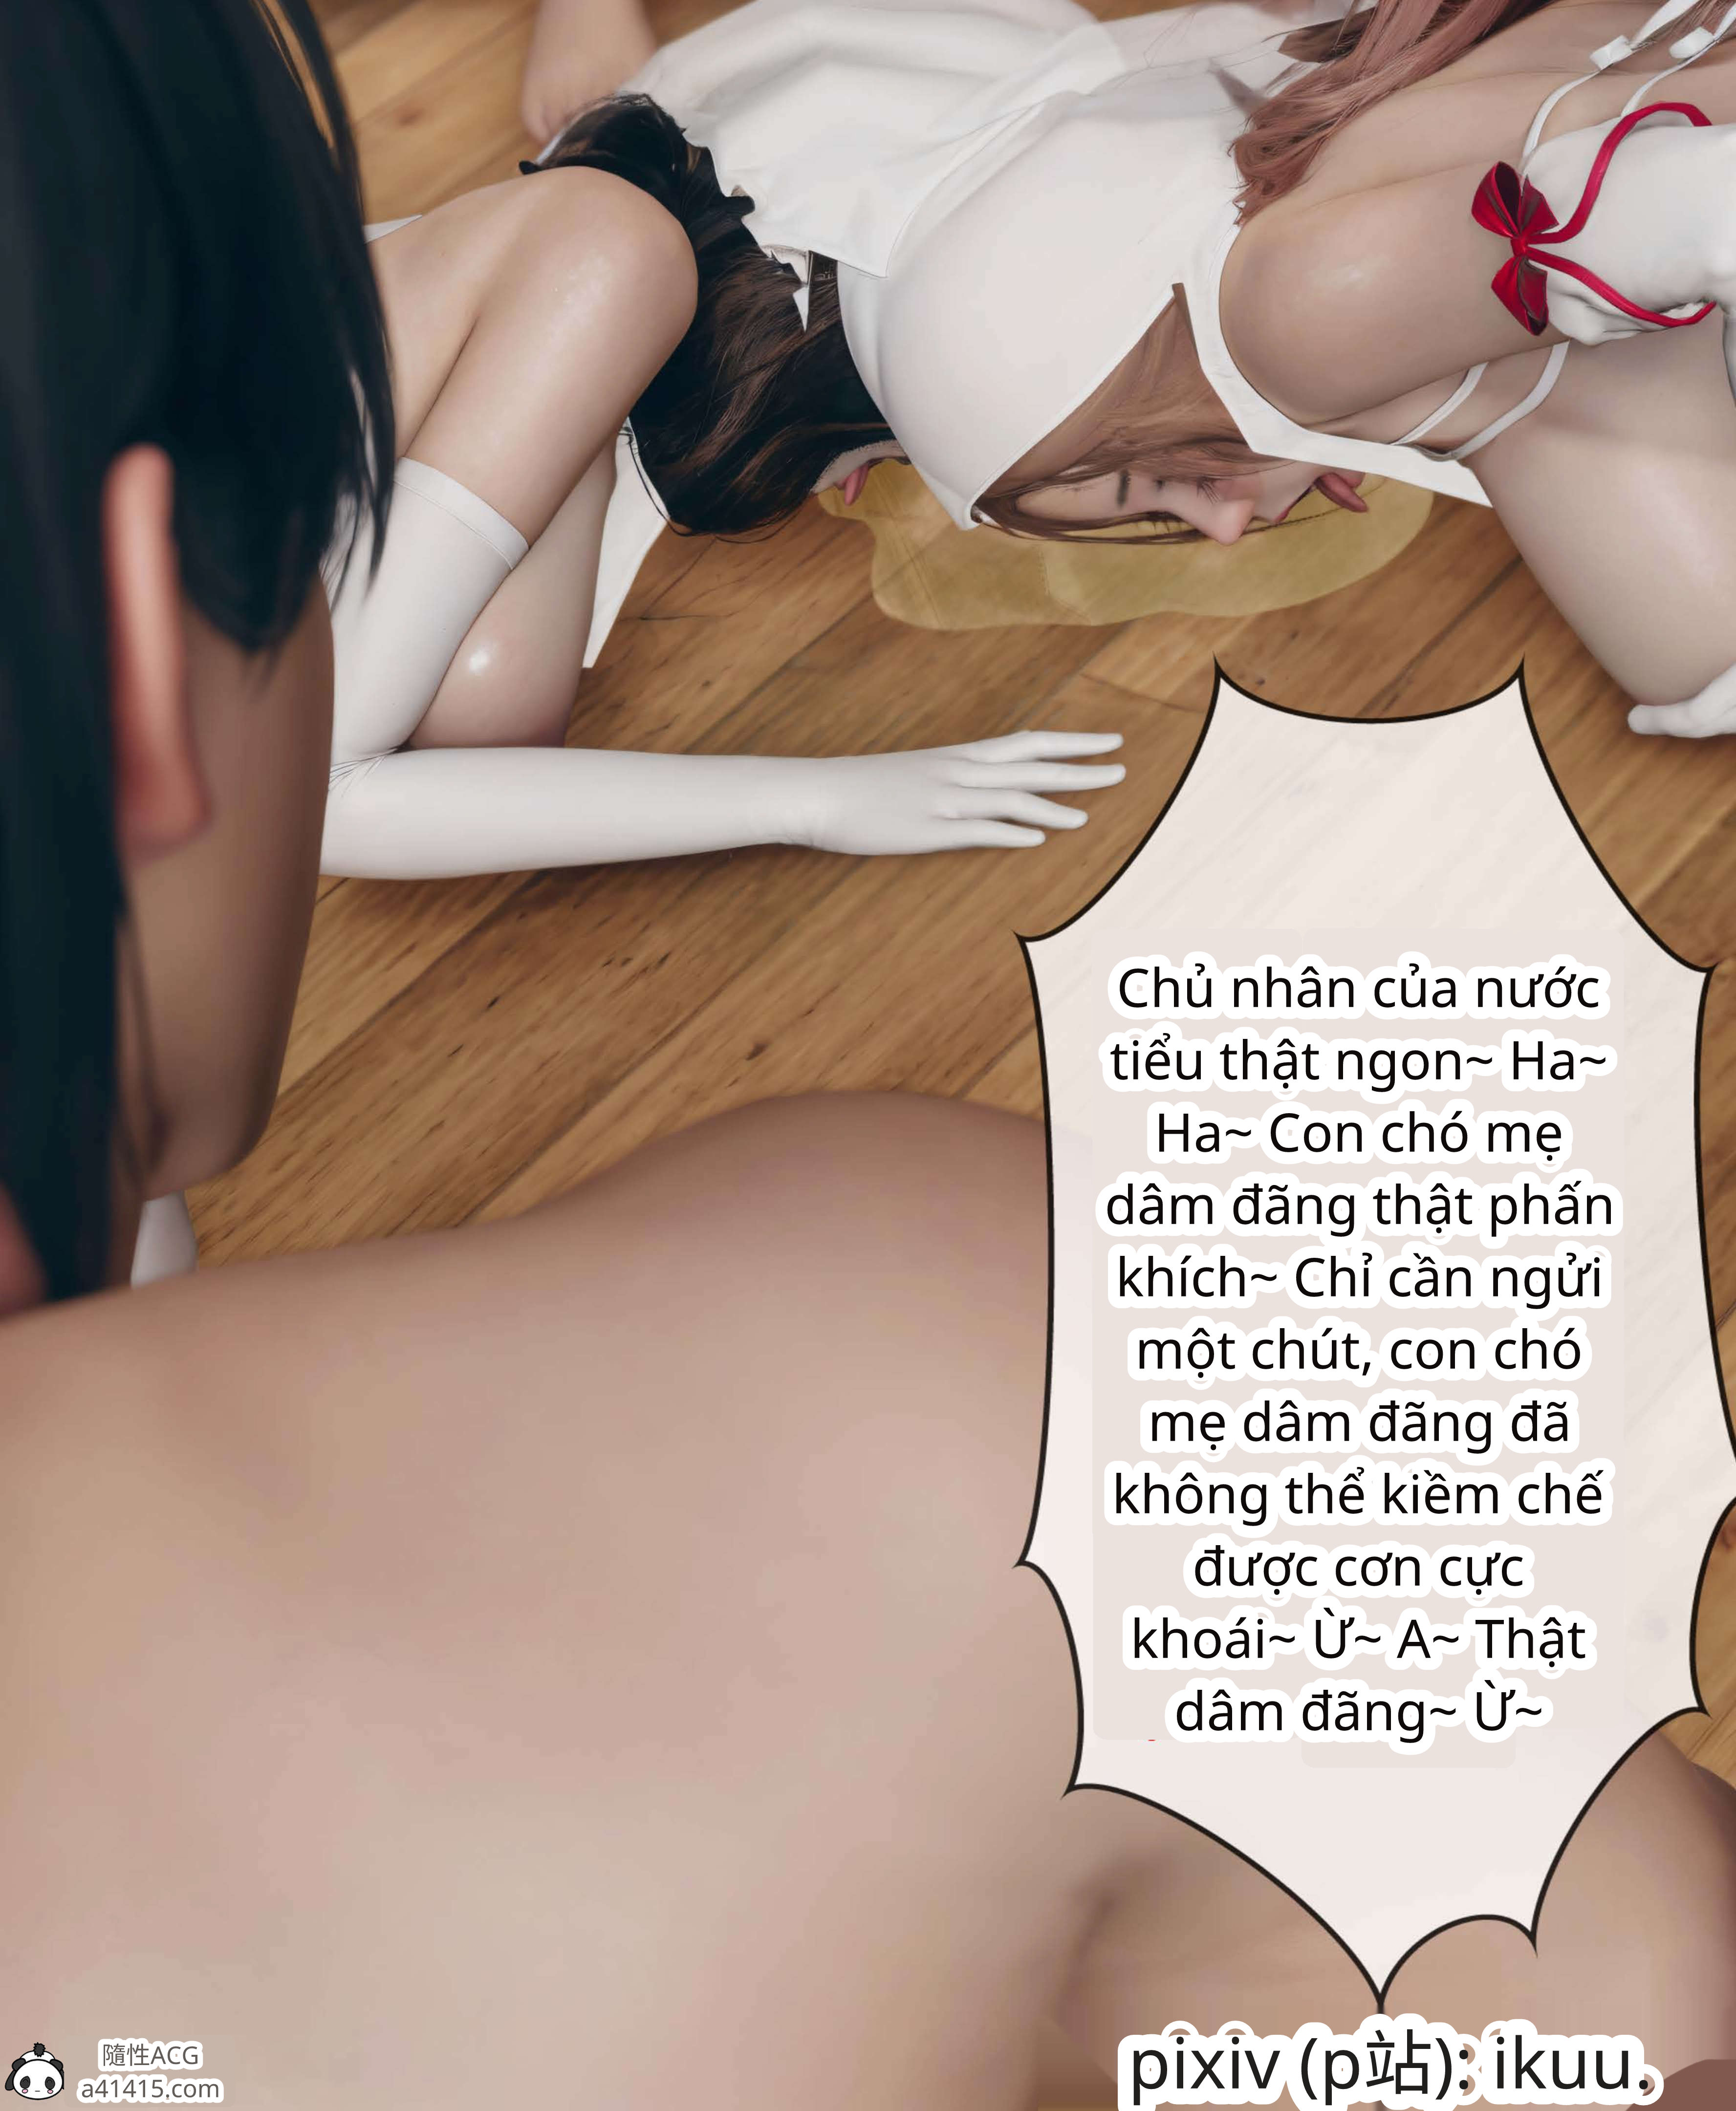 Chủ nhân của nước
tiểu thật ngon~ Ha~
Ha~ Con chó mẹ
dâm đãng thật phấn
khích~ Chỉ cần ngửi
một chút, con chó
mẹ dâm đãng đã
không thể kiềm chế
được cơn cực
khoái~ Ừ~ A~ Thật
dâm đãng~ Ừ~
pixiv (p站): ikuu.
隨性ACG
a41415.com